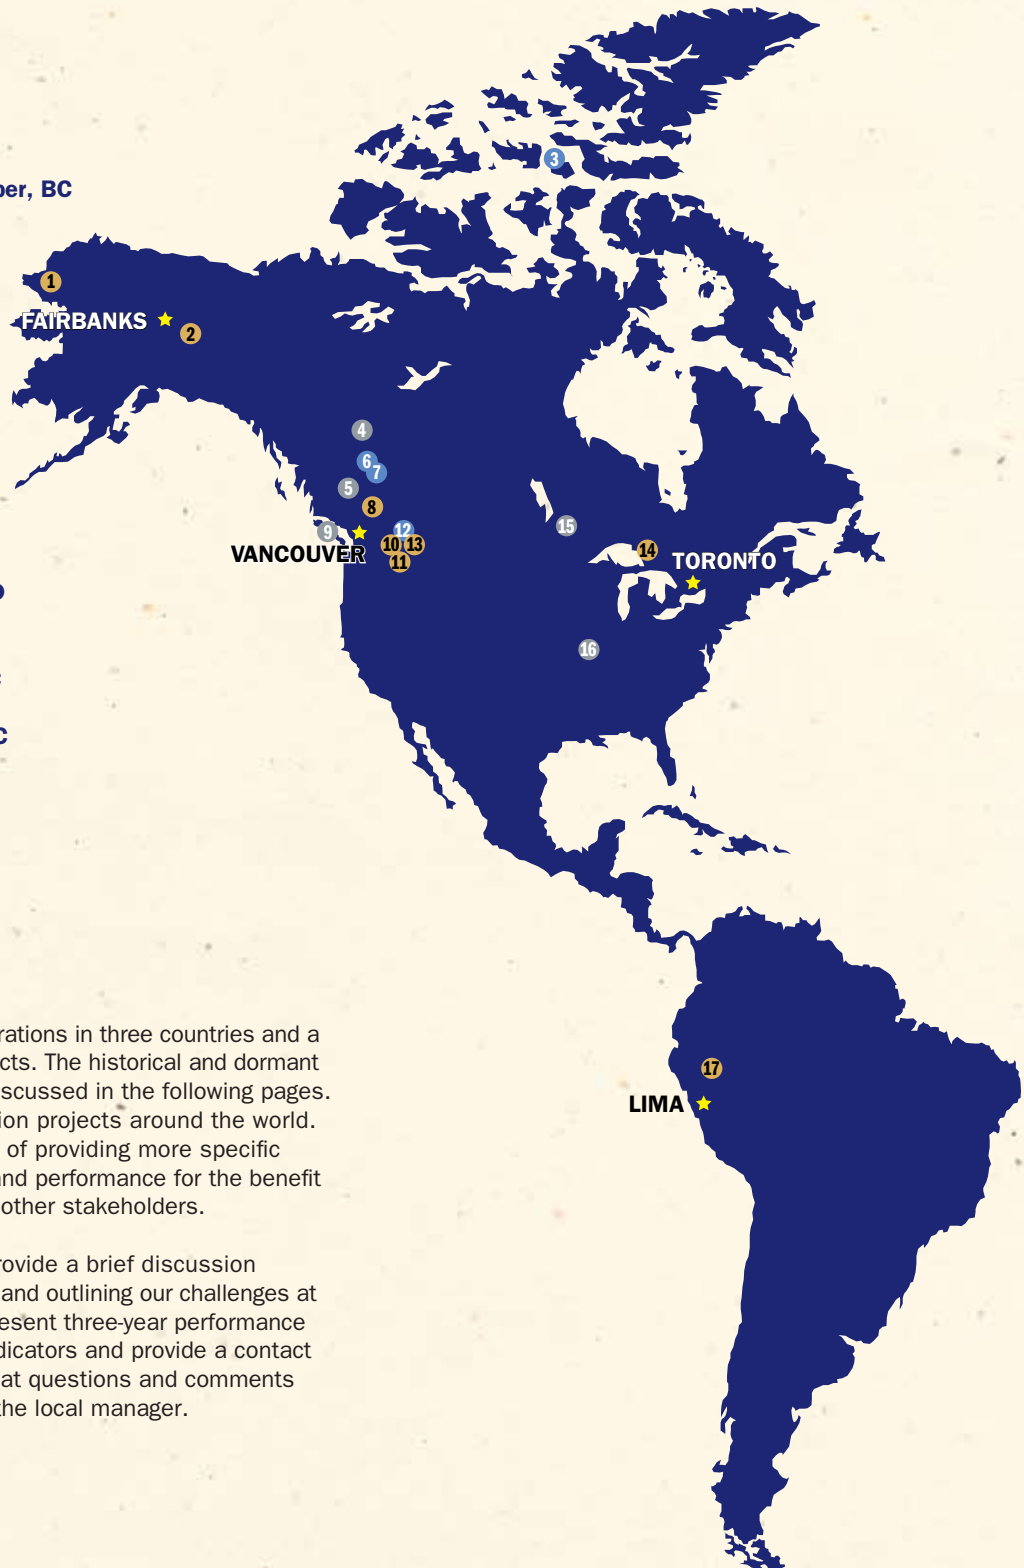 3
per, BC
1
FAIRBANKS
2
4
6
7
5
8
9
12
10 13
VANCOUVER
11
15
14
TORONTO
16
17
LIMA
rations in three countries and a
cts. The historical and dormant
scussed in the following pages.
ion projects around the world.
of providing more specific
nd performance for the benefit
other stakeholders.
rovide a brief discussion
and outlining our challenges at
esent three-year performance
dicators and provide a contact
at questions and comments
the local manager.